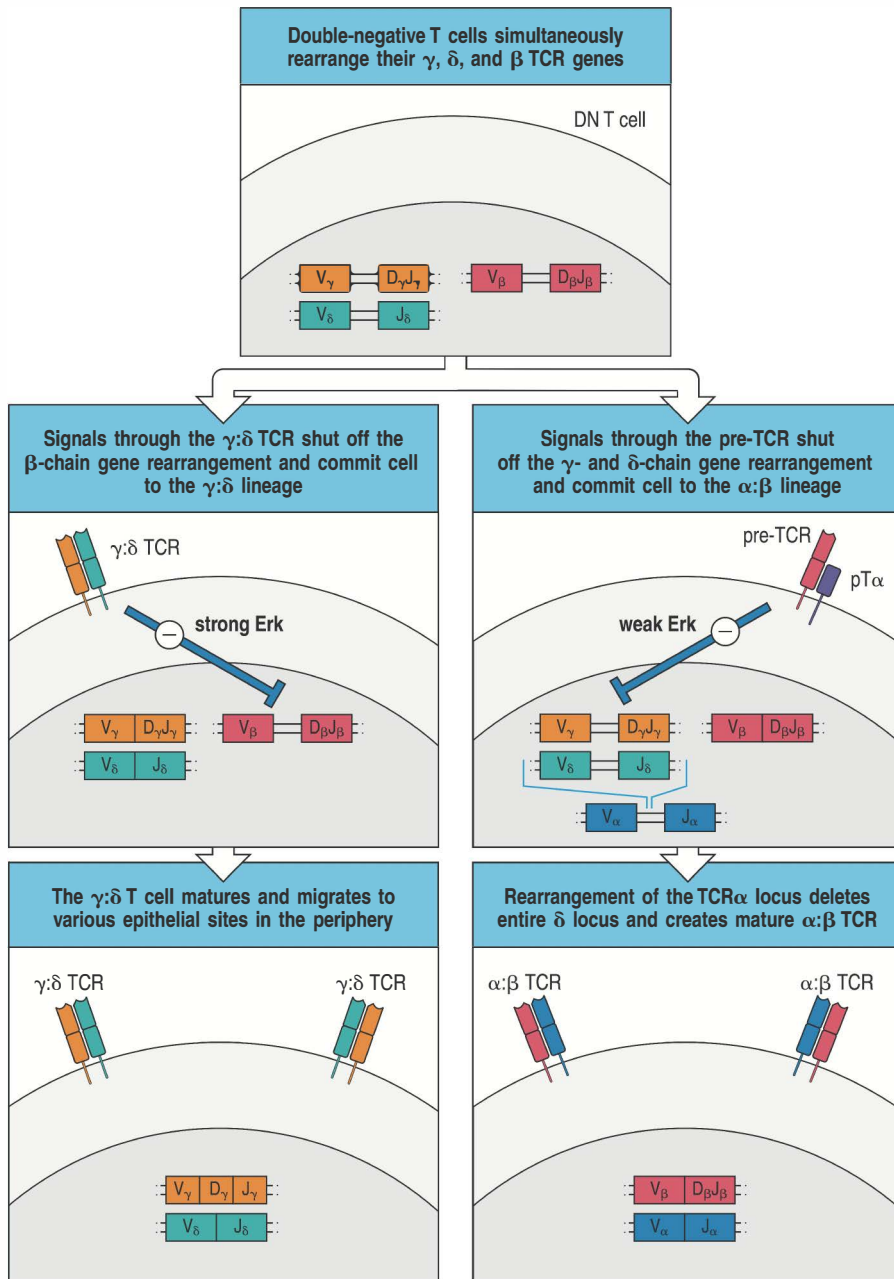 Double-negative T cells simultaneously
rearrange their γ, δ, and β TCR genes
DN T cell
Vγ DγJγ Vβ DβJβ
Vδ Jδ
Signals through the γ:δ TCR shut off the
β-chain gene rearrangement and commit cell
to the γ:δ lineage
γ:δ TCR
strong Erk
−
Vγ DγJγ Vβ DβJβ
Vδ Jδ
Signals through the pre-TCR shut
off the γ- and δ-chain gene rearrangement
and commit cell to the α:β lineage
pre-TCR
pTα
weak Erk
−
Vγ DγJγ Vβ DβJβ
Vδ Jδ
Vα Jα
The γ:δ T cell matures and migrates to
various epithelial sites in the periphery
γ:δ TCR γ:δ TCR
Vγ Dγ Jγ
Vδ Jδ
Rearrangement of the TCRα locus deletes
entire δ locus and creates mature α:β TCR
α:β TCR α:β TCR
Vβ DβJβ
Vα Jα